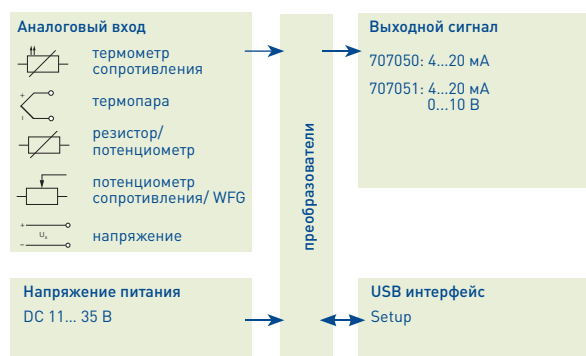 Аналоговый вход
термометр
сопротивления
+
термопара
резистор/
потенциометр
потенциометр
сопротивления/ WFG
+
Uₓ
напряжение
−
Напряжение питания
DC 11... 35 В
преобразователи
Выходной сигнал
707050: 4...20 мА
707051: 4...20 мА
0...10 В
USB интерфейс
Setup